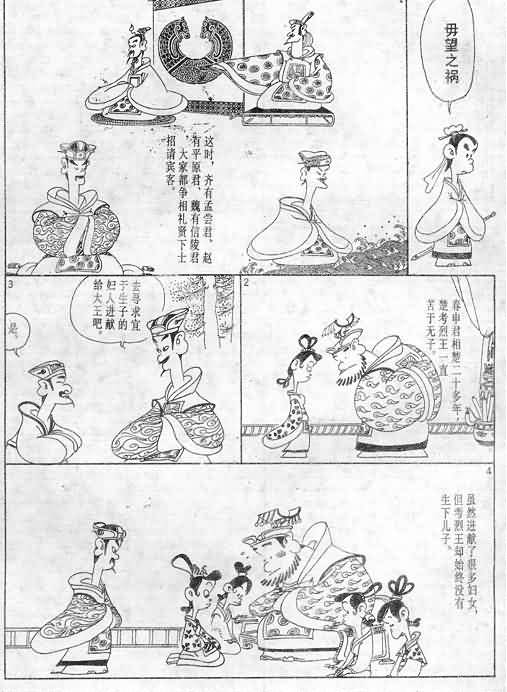 毋望之祸
这时，齐有孟尝君，赵
有平原君，魏有信陵君
，大家都争相礼贤下士
招请宾客。
2
春申君相楚二十多年，
楚考烈王一直
苦于无子。
3
去寻求宜
于生子的
妇人进献
给大王吧。
是。
4
虽然进献了很多妇女，
但考烈王却始终没有
生下儿子。